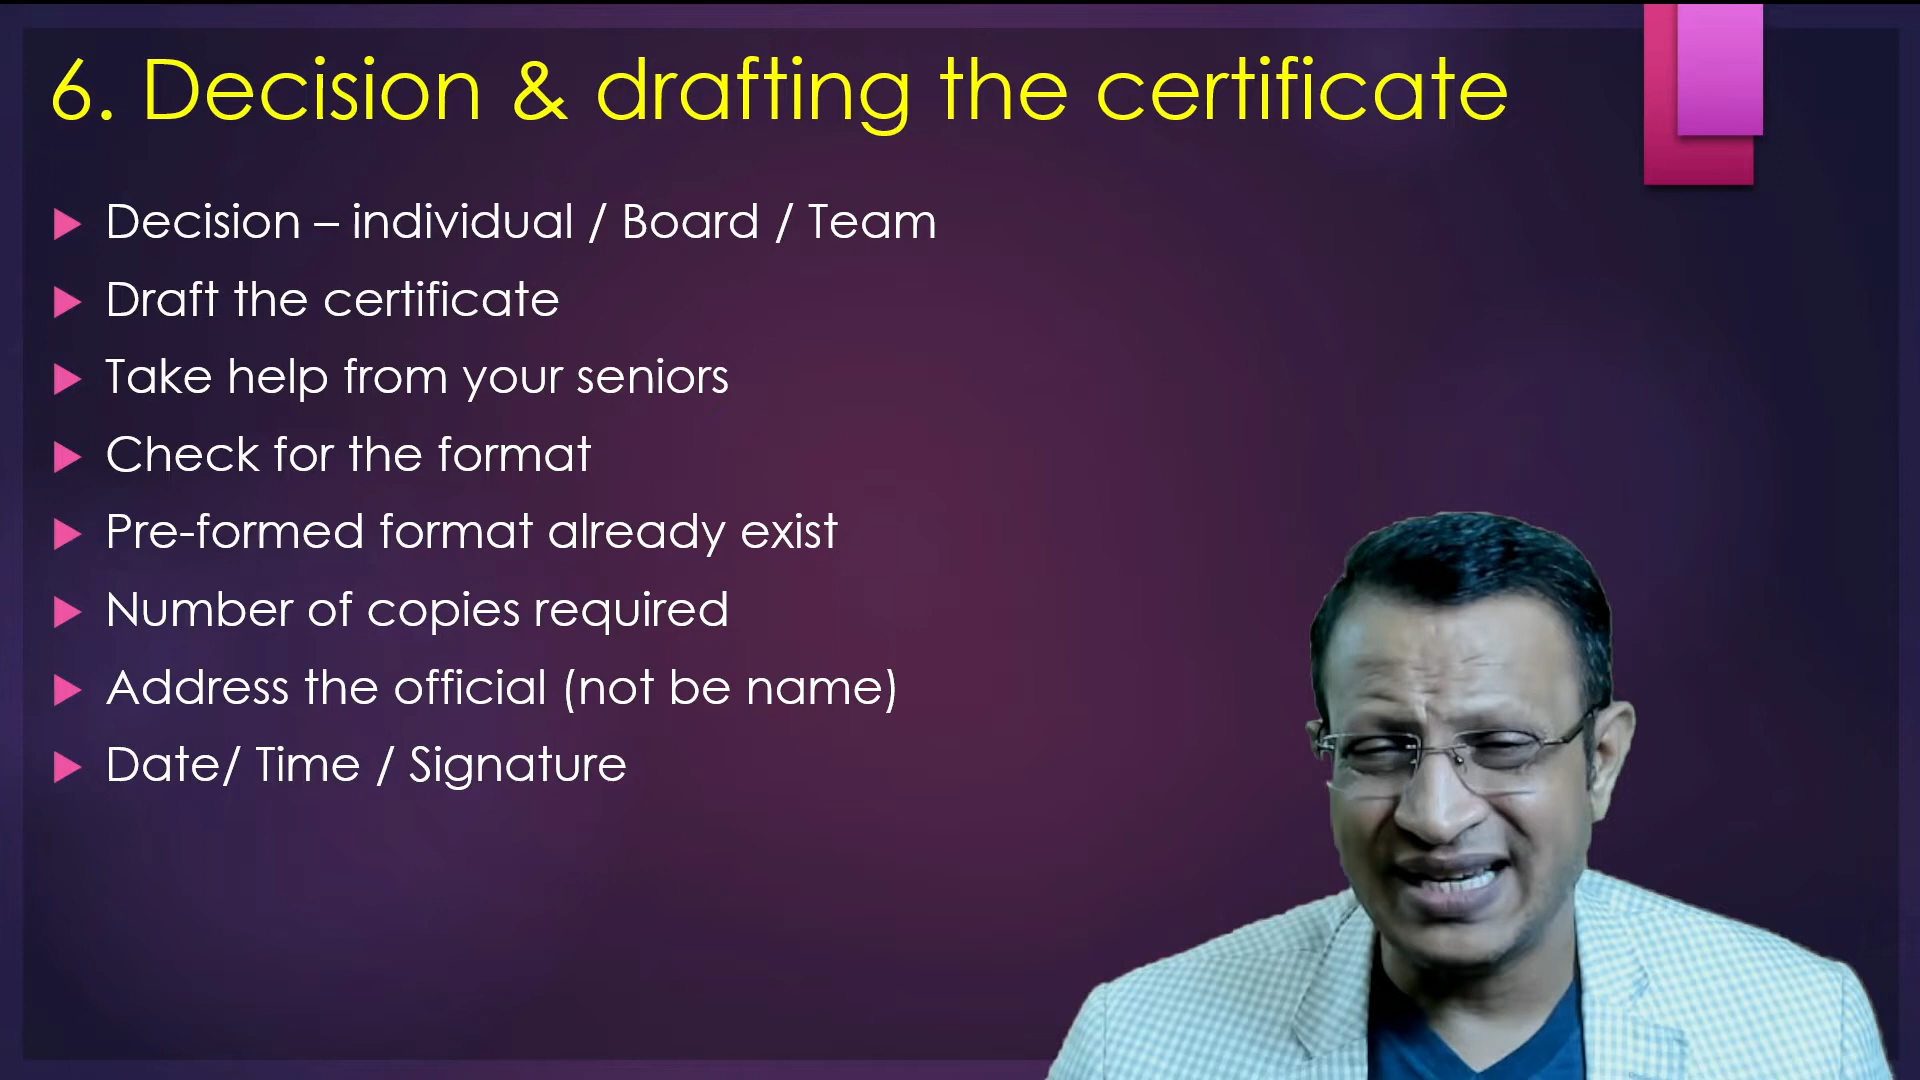 6. Decision & drafting the certificate
Decision – individual / Board / Team
Draft the certificate
Take help from your seniors
Check for the format
Pre-formed format already exist
Number of copies required
Address the official (not be name)
Date/ Time / Signature